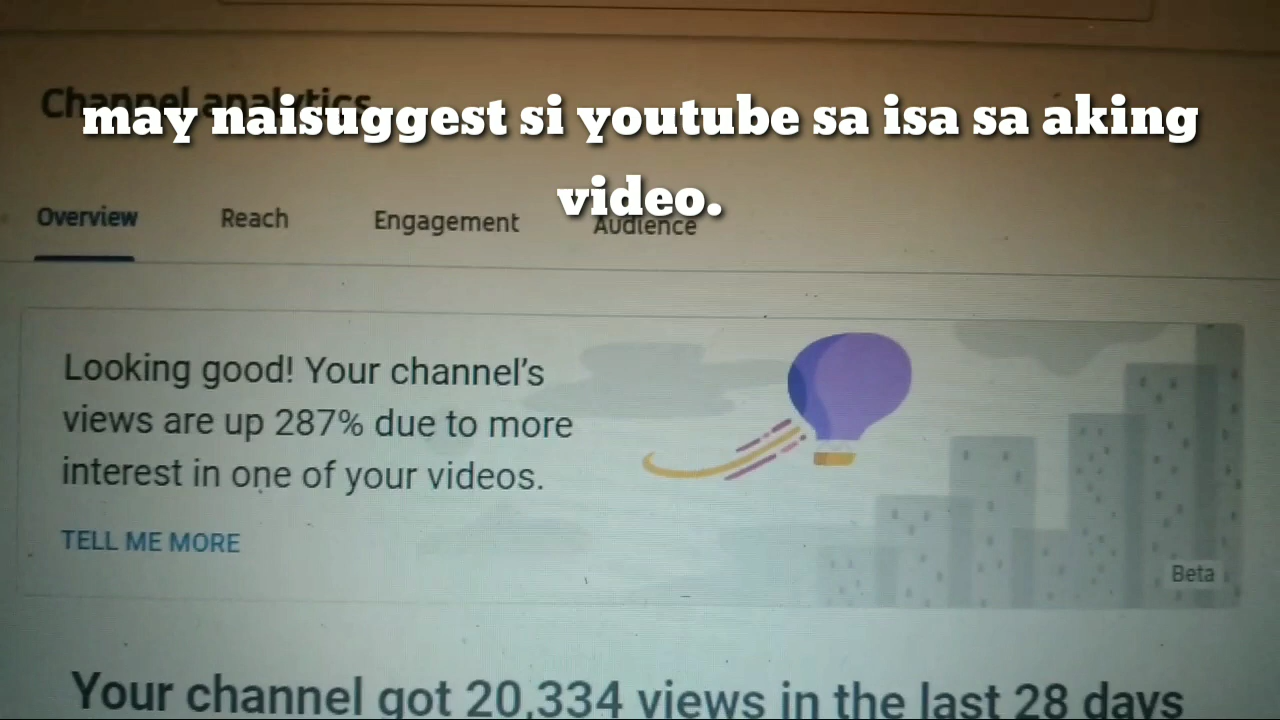 Channel analytics
may naisuggest si youtube sa isa sa aking
video.
Overview Reach Engagement Audience
Looking good! Your channel's
views are up 287% due to more
interest in one of your videos.
TELL ME MORE
Beta
Your channel got 20,334 views in the last 28 days